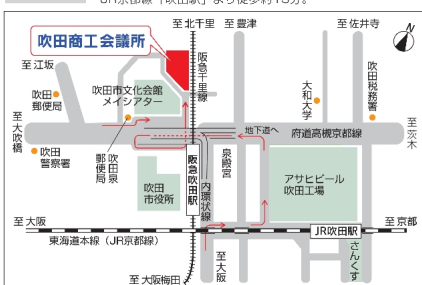 JR京都線「吹田駅」より徒歩約15分。
至 北千里
至 豊津
至 佐井寺
吹田商工会議所
至 江坂
阪急千里線
吹田
郵便局
吹田市文化会館
メイシアター
大和大学
吹田税務署
至 大吹橋
地下道へ
府道高槻京都線
至 茨木
吹田
警察署
吹田泉
郵便局
吹田
市役所
阪急吹田駅
内環状線
泉殿宮
アサヒビール
吹田工場
至 大阪
JR吹田駅
至 京都
東海道本線（JR京都線）
さんくす
至 大阪梅田
至 大阪